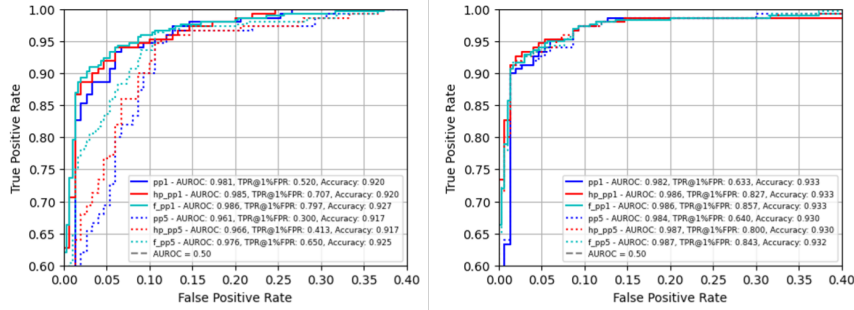 1.00
0.95
0.90
0.85
0.80
0.75
0.70
0.65
0.60
True Positive Rate
pp1 - AUROC: 0.981, TPR@1%FPR: 0.520, Accuracy: 0.920
hp_pp1 - AUROC: 0.985, TPR@1%FPR: 0.707, Accuracy: 0.920
f_pp1 - AUROC: 0.986, TPR@1%FPR: 0.797, Accuracy: 0.927
pp5 - AUROC: 0.961, TPR@1%FPR: 0.300, Accuracy: 0.917
hp_pp5 - AUROC: 0.966, TPR@1%FPR: 0.413, Accuracy: 0.917
f_pp5 - AUROC: 0.976, TPR@1%FPR: 0.650, Accuracy: 0.925
AUROC = 0.50
0.00 0.05 0.10 0.15 0.20 0.25 0.30 0.35 0.40
False Positive Rate
1.00
0.95
0.90
0.85
0.80
0.75
0.70
0.65
0.60
True Positive Rate
pp1 - AUROC: 0.982, TPR@1%FPR: 0.633, Accuracy: 0.933
hp_pp1 - AUROC: 0.986, TPR@1%FPR: 0.827, Accuracy: 0.933
f_pp1 - AUROC: 0.986, TPR@1%FPR: 0.857, Accuracy: 0.933
pp5 - AUROC: 0.984, TPR@1%FPR: 0.640, Accuracy: 0.930
hp_pp5 - AUROC: 0.987, TPR@1%FPR: 0.800, Accuracy: 0.930
f_pp5 - AUROC: 0.987, TPR@1%FPR: 0.843, Accuracy: 0.932
AUROC = 0.50
0.00 0.05 0.10 0.15 0.20 0.25 0.30 0.35 0.40
False Positive Rate